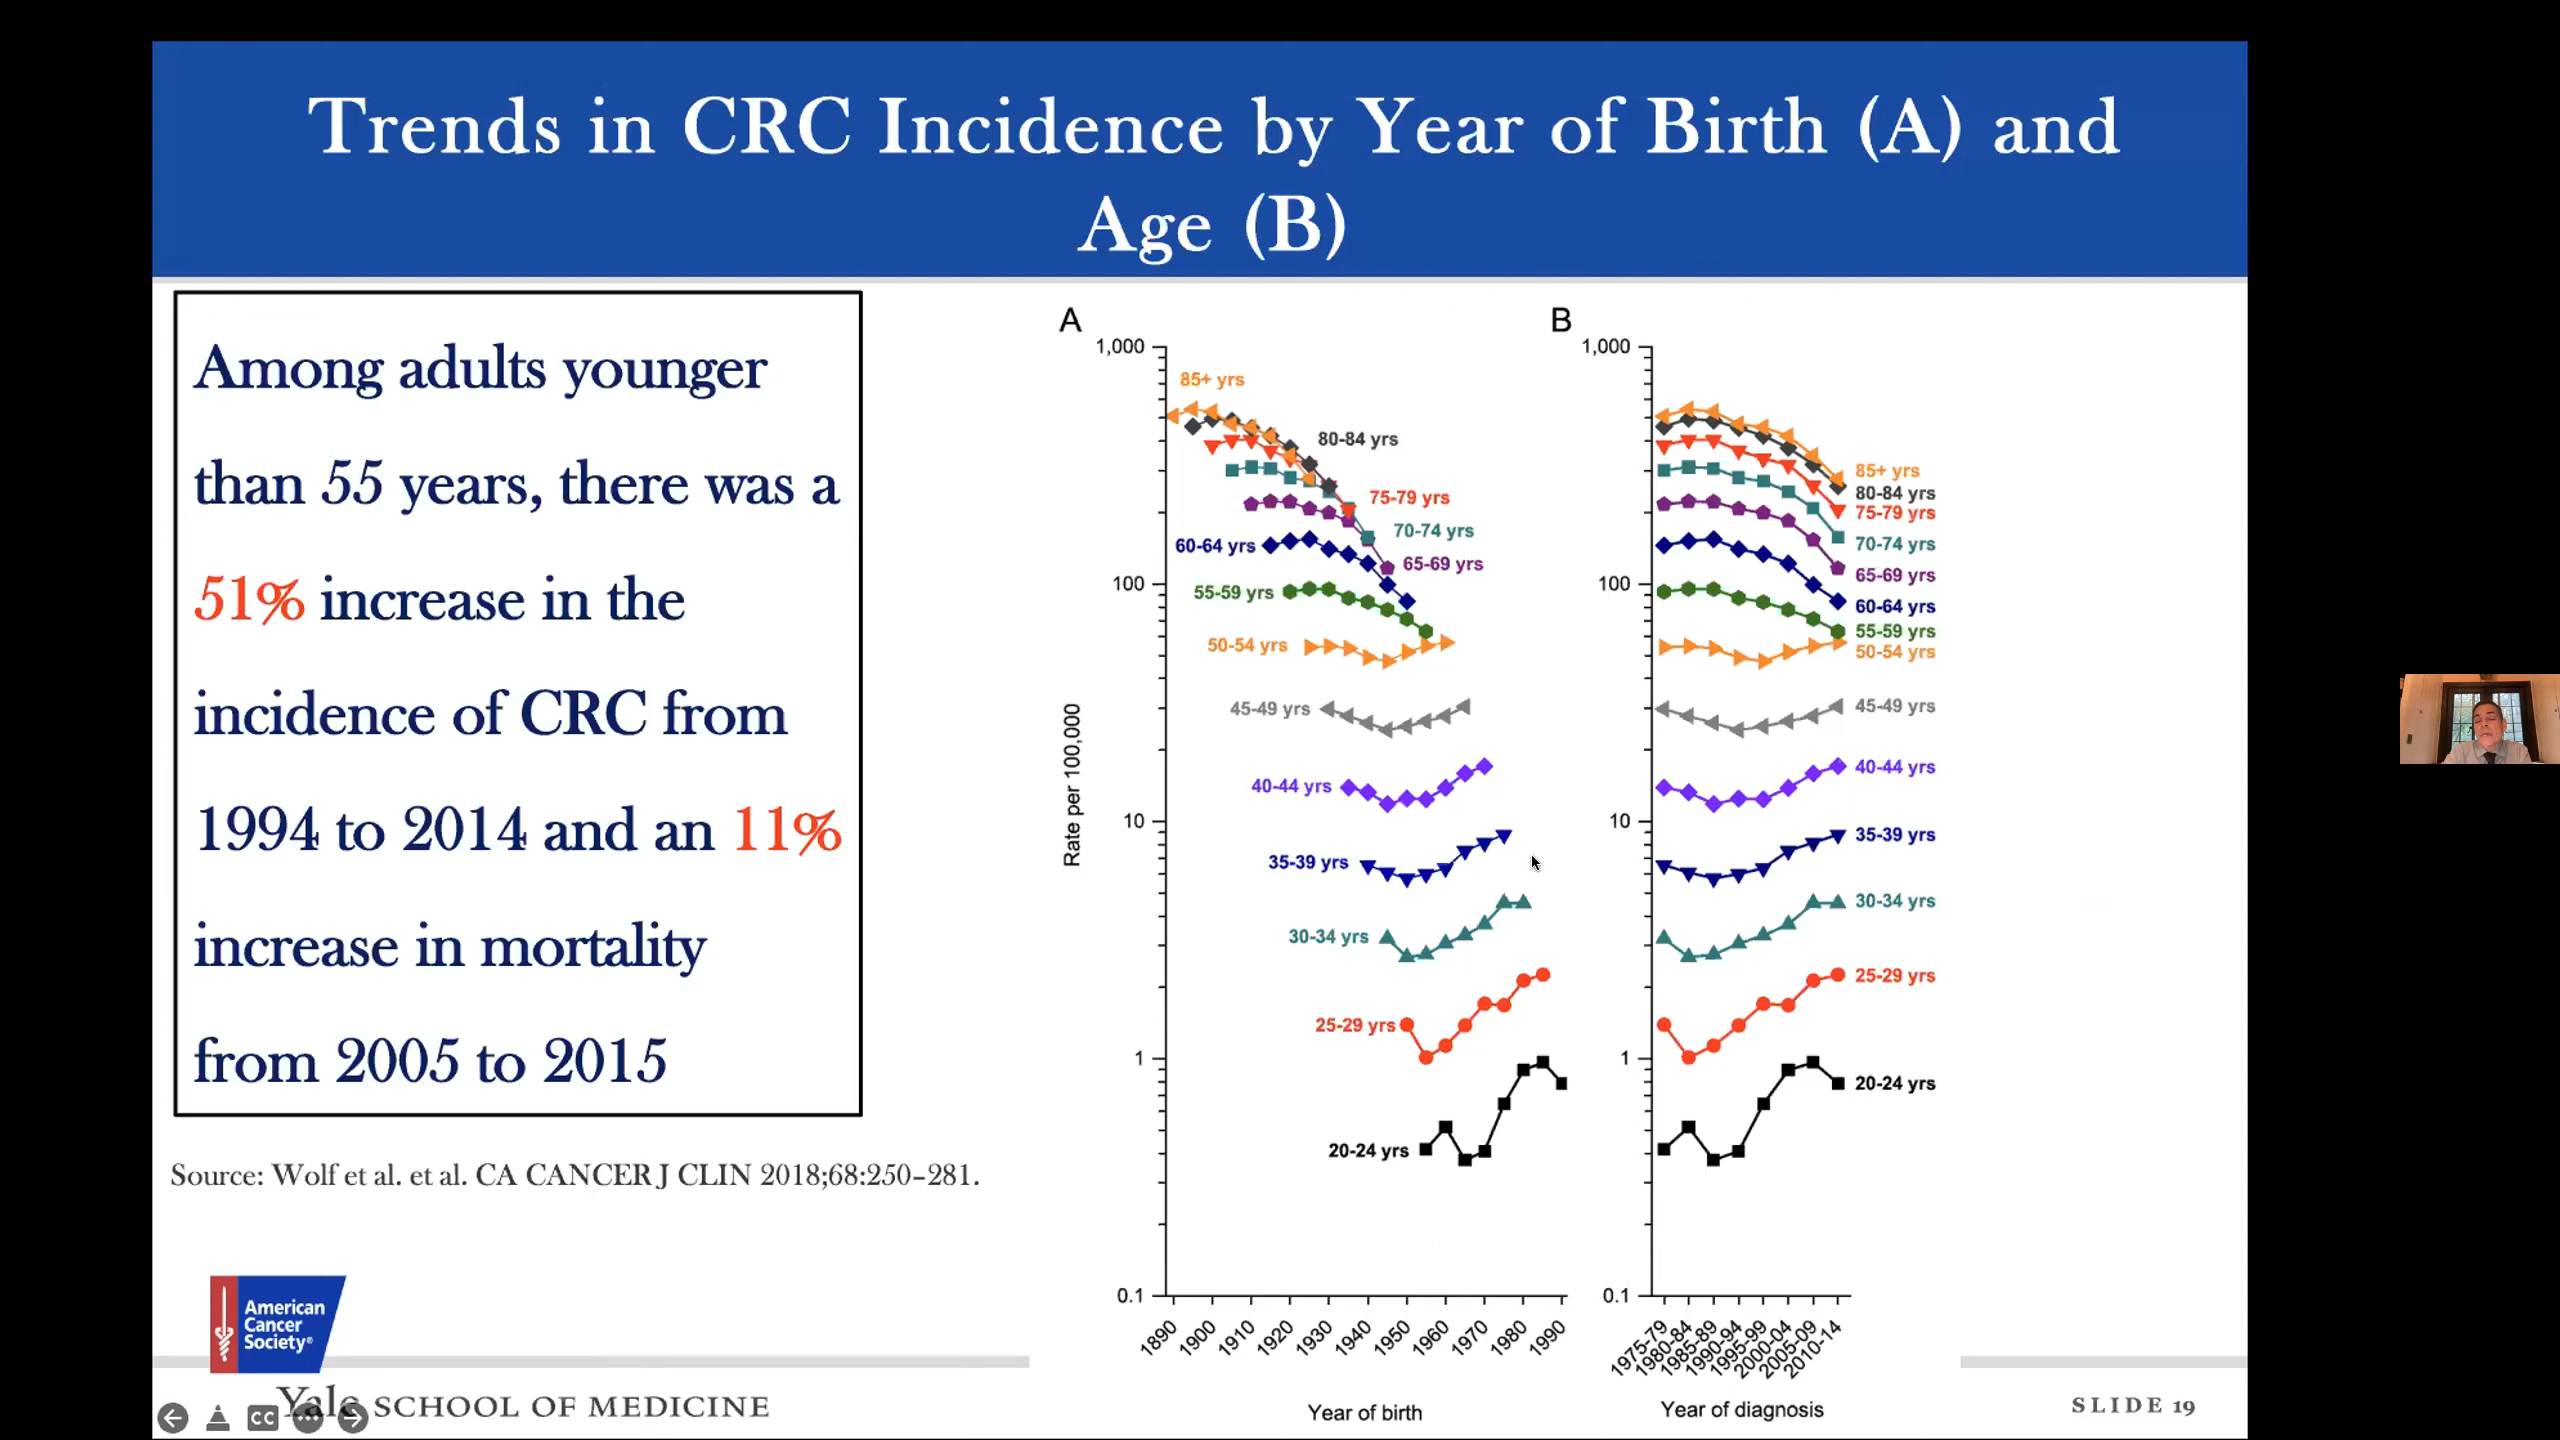 Trends in CRC Incidence by Year of Birth (A) and
Age (B)
Among adults younger
than 55 years, there was a
51% increase in the
incidence of CRC from
1994 to 2014 and an 11%
increase in mortality
from 2005 to 2015
Source: Wolf et al. et al. CA CANCER J CLIN 2018;68:250–281.
A
1,000
100
10
1
0.1
Rate per 100,000
85+ yrs
80-84 yrs
75-79 yrs
70-74 yrs
65-69 yrs
60-64 yrs
55-59 yrs
50-54 yrs
45-49 yrs
40-44 yrs
35-39 yrs
30-34 yrs
25-29 yrs
20-24 yrs
1890
1900
1910
1920
1930
1940
1950
1960
1970
1980
1990
Year of birth
B
1,000
100
10
1
0.1
85+ yrs
80-84 yrs
75-79 yrs
70-74 yrs
65-69 yrs
60-64 yrs
55-59 yrs
50-54 yrs
45-49 yrs
40-44 yrs
35-39 yrs
30-34 yrs
25-29 yrs
20-24 yrs
1975-79
1980-84
1985-89
1990-94
1995-99
2000-04
2005-09
2010-14
Year of diagnosis
American
Cancer
Society®
Yale SCHOOL OF MEDICINE
CC
SLIDE 19